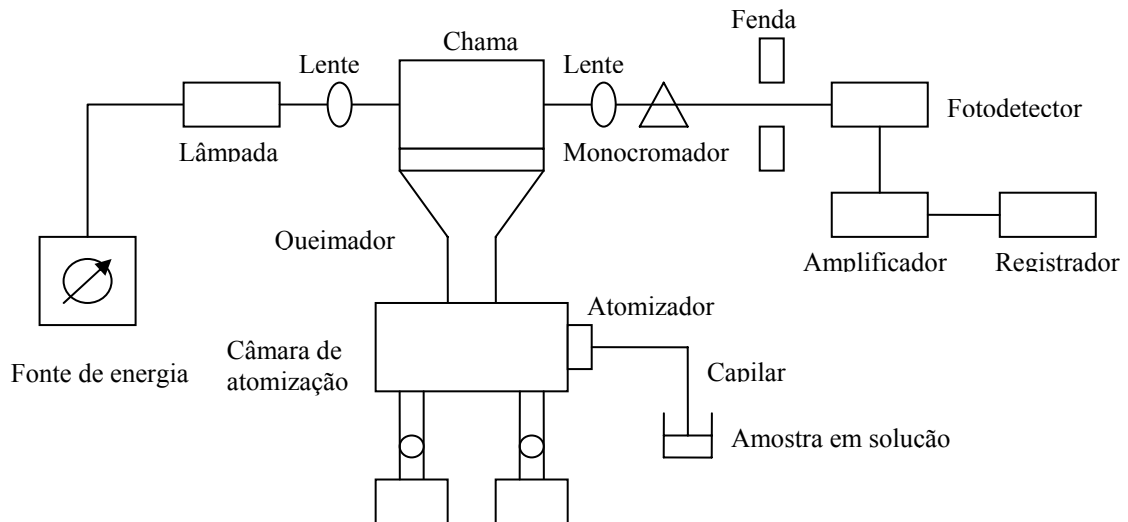 Fenda
Chama
Lente
Lente
Lâmpada
Monocromador
Fotodetector
Queimador
Amplificador
Registrador
Atomizador
Fonte de energia
Câmara de
atomização
Capilar
Amostra em solução